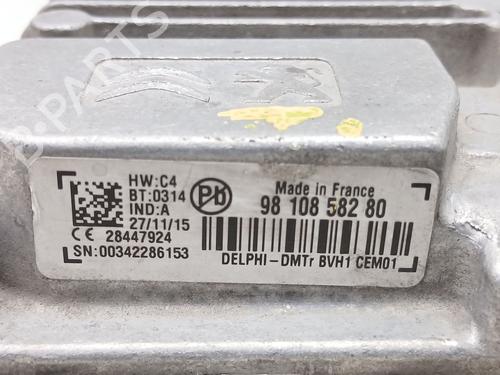 B-PARTS
HW:C4
BT:0314
IND:A
27/11/15
CE 28447924
SN:00342286153
Pb
Made in France
98 108 582 80
DELPHI-DMTr BVH1 CEM01